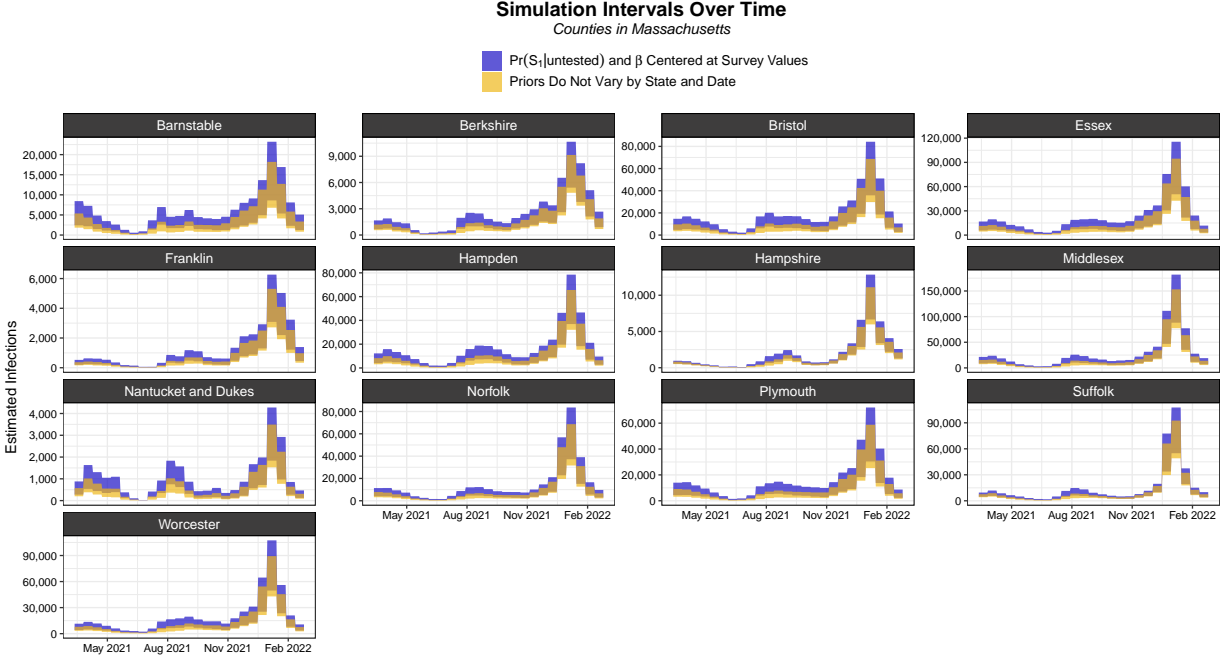 Simulation Intervals Over Time
Counties in Massachusetts
Pr(S₁|untested) and β Centered at Survey Values
Priors Do Not Vary by State and Date
Estimated Infections
Barnstable
20,000
15,000
10,000
5,000
0
Berkshire
9,000
6,000
3,000
0
Bristol
80,000
60,000
40,000
20,000
0
Essex
120,000
90,000
60,000
30,000
0
Franklin
6,000
4,000
2,000
0
Hampden
80,000
60,000
40,000
20,000
0
Hampshire
10,000
5,000
0
Middlesex
150,000
100,000
50,000
0
Nantucket and Dukes
4,000
3,000
2,000
1,000
0
Norfolk
80,000
60,000
40,000
20,000
0
May 2021 Aug 2021 Nov 2021 Feb 2022
Plymouth
60,000
40,000
20,000
0
May 2021 Aug 2021 Nov 2021 Feb 2022
Suffolk
90,000
60,000
30,000
0
May 2021 Aug 2021 Nov 2021 Feb 2022
Worcester
90,000
60,000
30,000
0
May 2021 Aug 2021 Nov 2021 Feb 2022